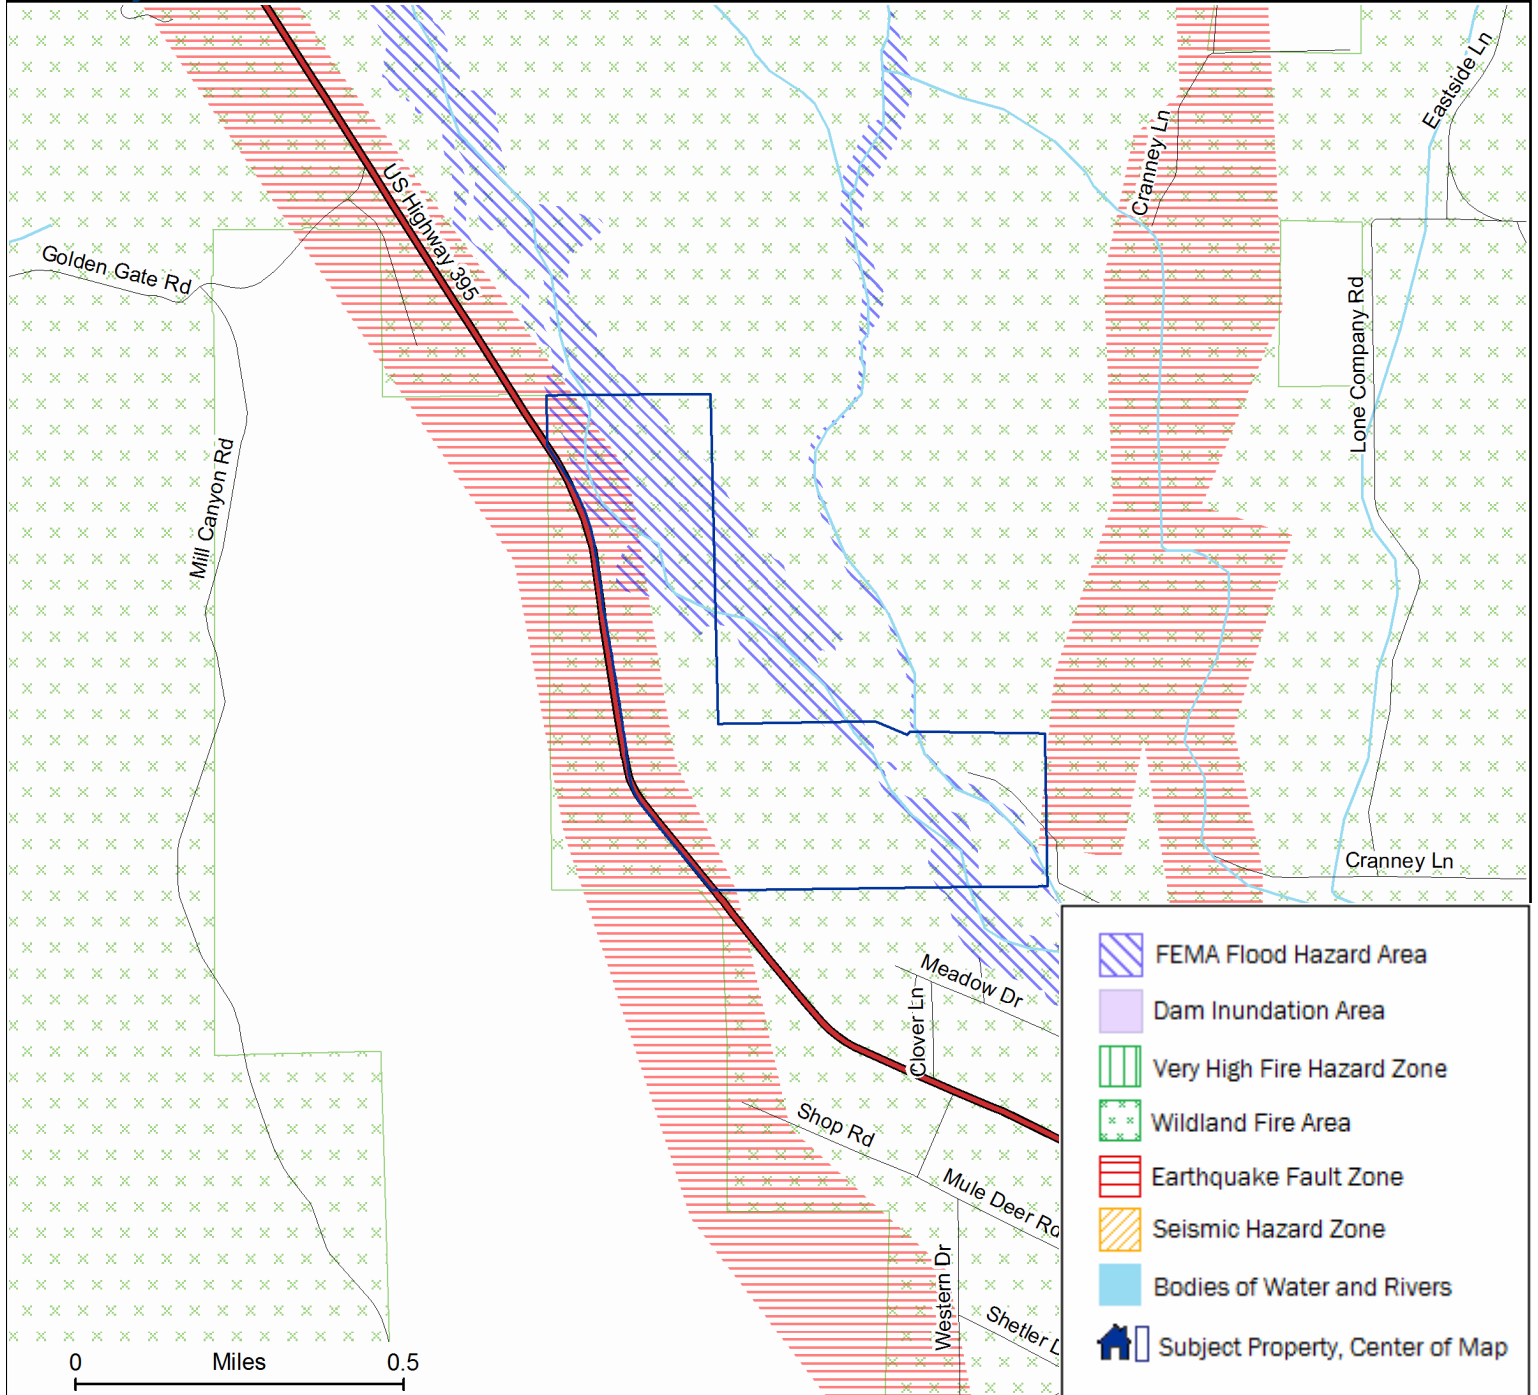 Eastside Ln
Cranney Ln
US Highway 395
Golden Gate Rd
Lone Company Rd
Mill Canyon Rd
Cranney Ln
Meadow Dr
Clover Ln
Shop Rd
Mule Deer Rd
Western Dr
Shetler L
FEMA Flood Hazard Area
Dam Inundation Area
Very High Fire Hazard Zone
Wildland Fire Area
Earthquake Fault Zone
Seismic Hazard Zone
Bodies of Water and Rivers
Subject Property, Center of Map
0 Miles 0.5